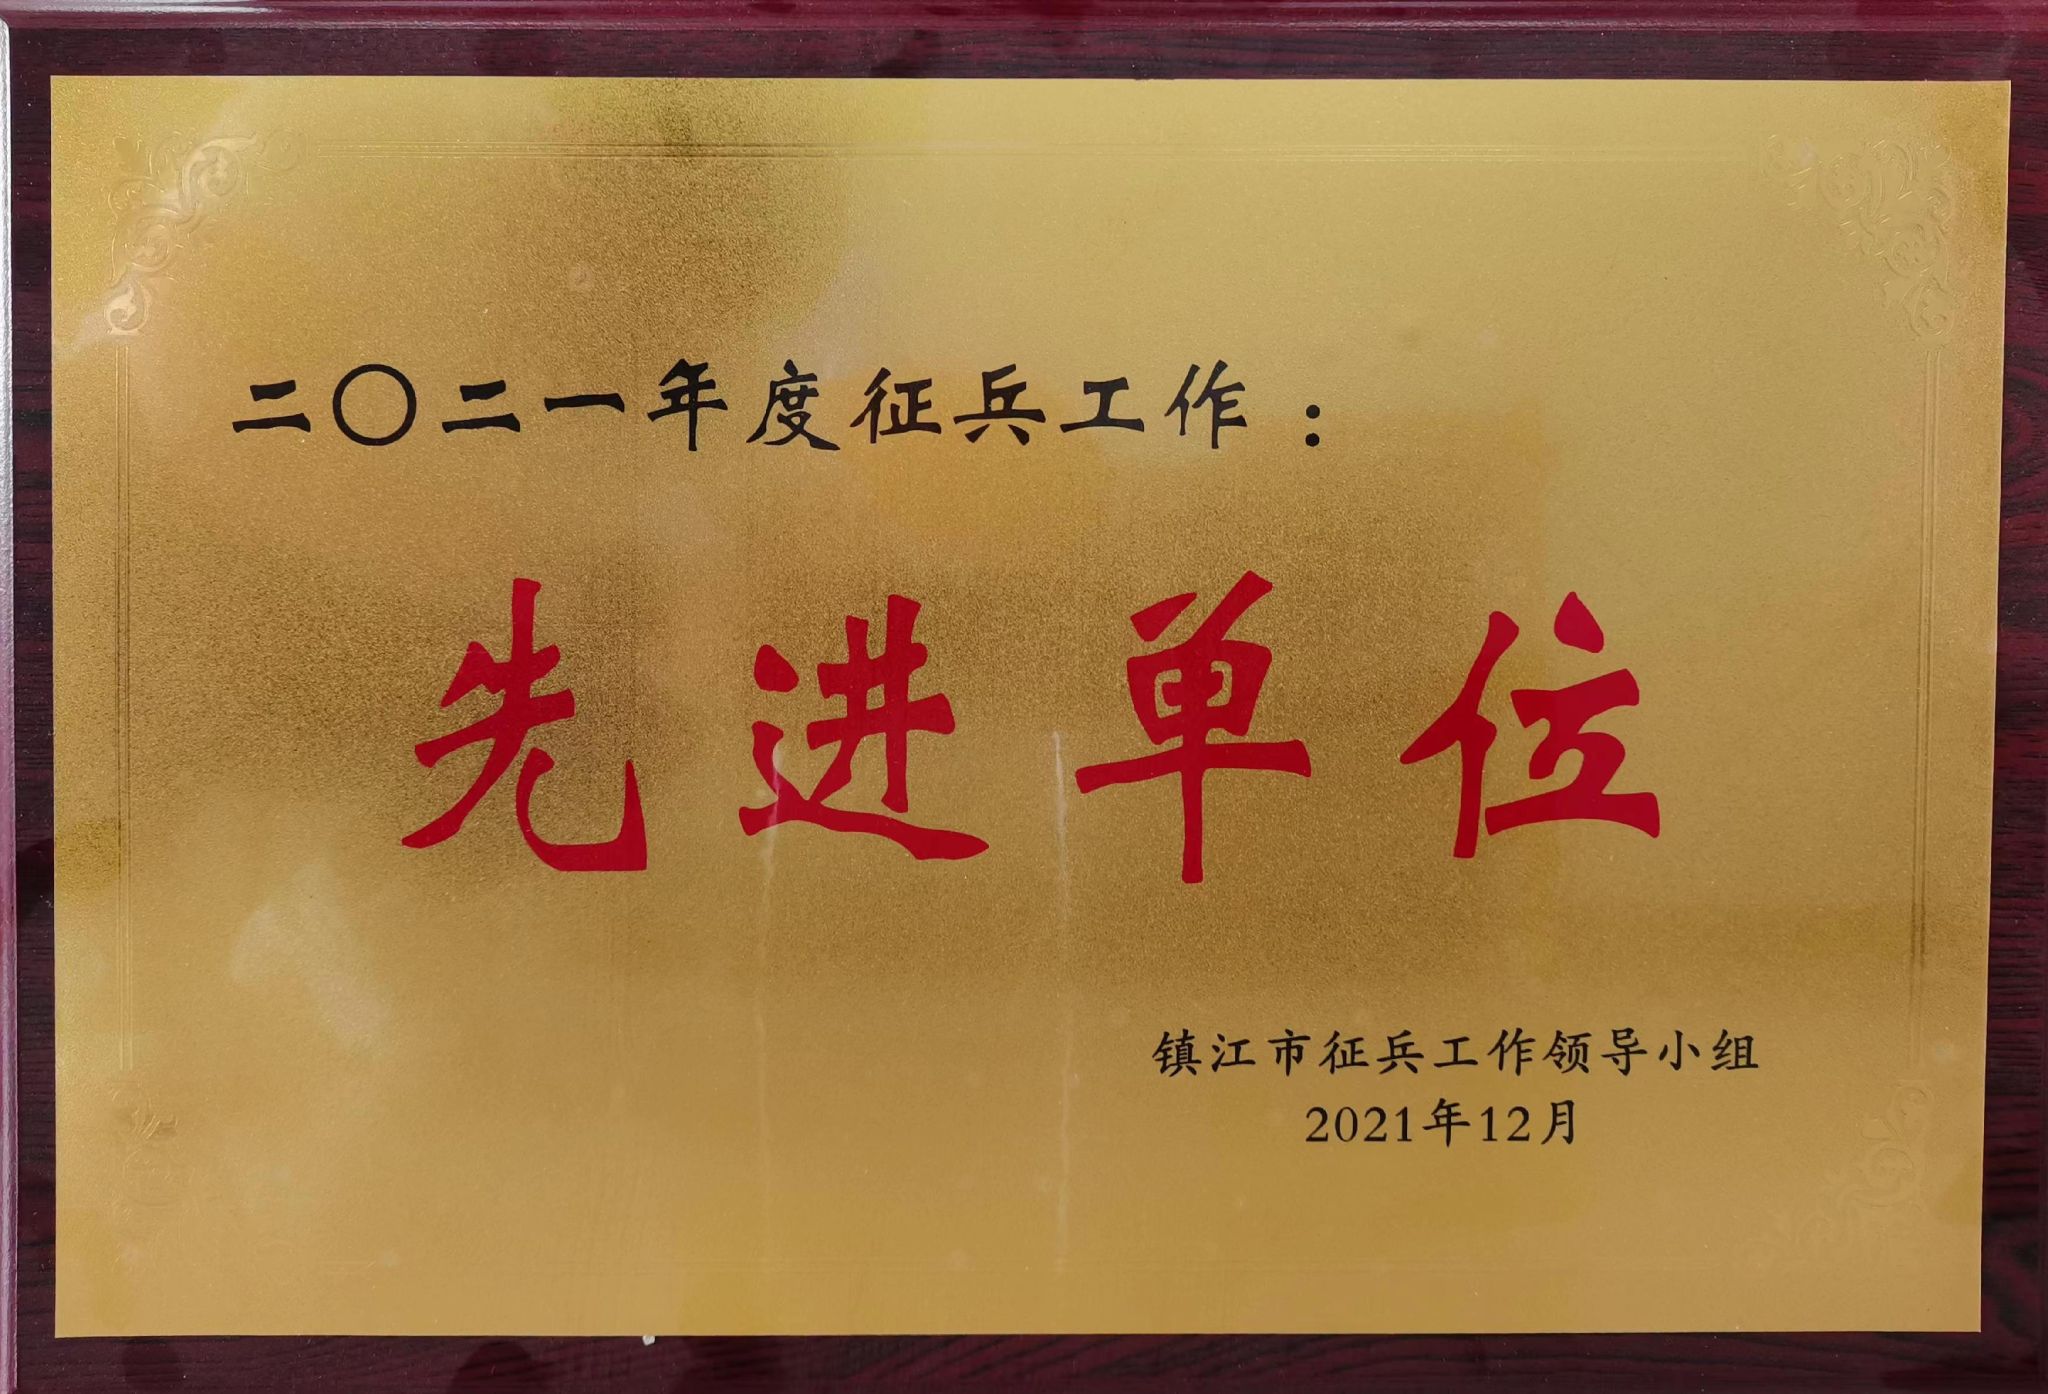 二〇二一年度征兵工作：
先进单位
镇江市征兵工作领导小组
2021年12月